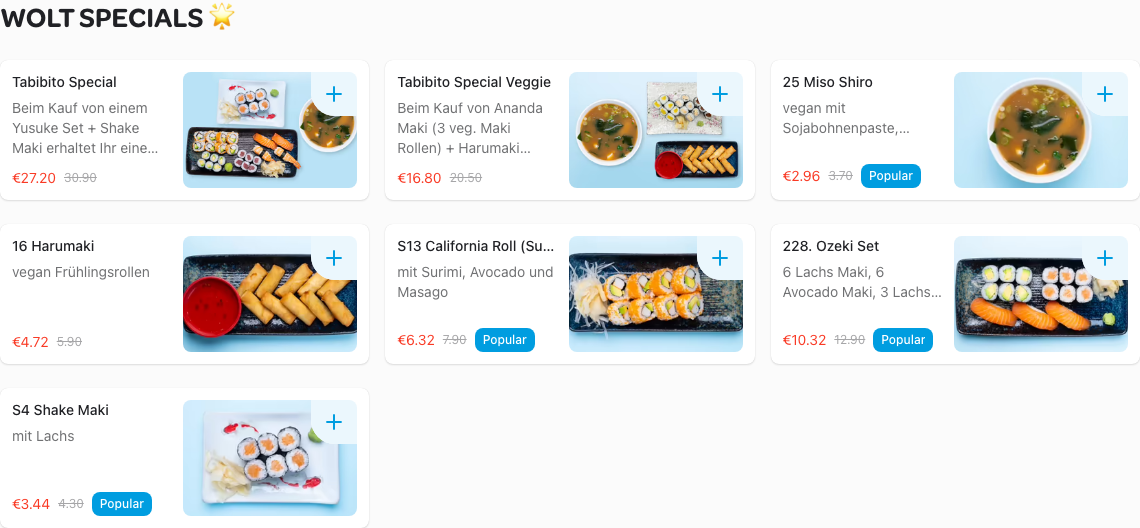 WOLT SPECIALS 🌟
Tabibito Special
Beim Kauf von einem
Yusuke Set + Shake
Maki erhaltet Ihr eine...
€27.20 30.90
Tabibito Special Veggie
Beim Kauf von Ananda
Maki (3 veg. Maki
Rollen) + Harumaki...
€16.80 20.50
25 Miso Shiro
vegan mit
Sojabohnenpaste,...
€2.96 3.70 Popular
16 Harumaki
vegan Frühlingsrollen
€4.72 5.90
S13 California Roll (Su...
mit Surimi, Avocado und
Masago
€6.32 7.90 Popular
228. Ozeki Set
6 Lachs Maki, 6
Avocado Maki, 3 Lachs...
€10.32 12.90 Popular
S4 Shake Maki
mit Lachs
€3.44 4.30 Popular